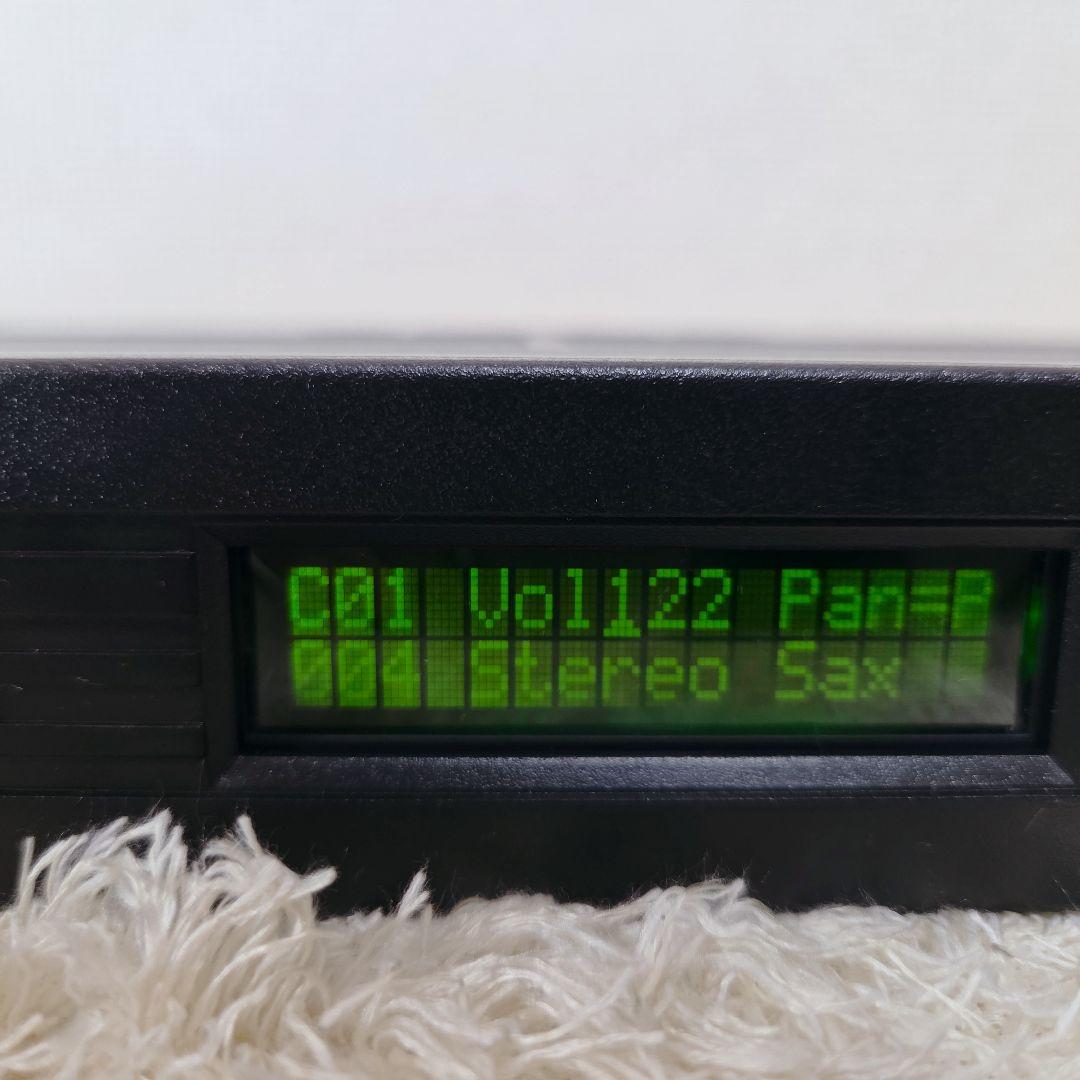 C01 Vol122 Pan=P
004 Stereo Sax